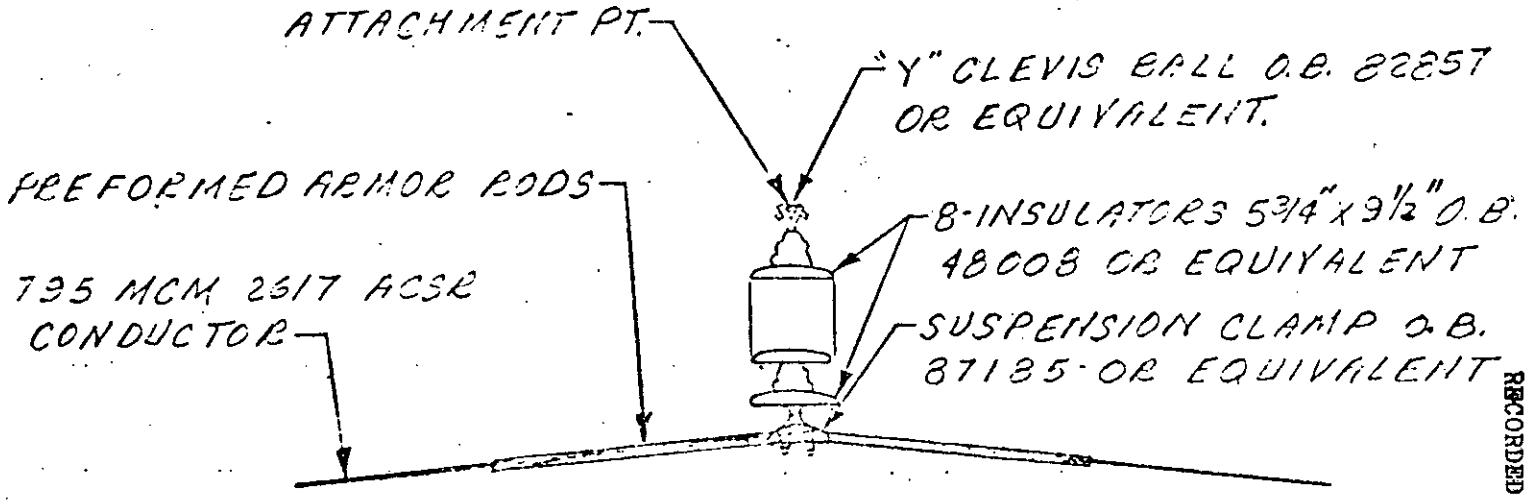 ATTACHMENT PT.
"Y" CLEVIS BALL O.B. 82857
OR EQUIVALENT.
PREFORMED ARMOR RODS
8-INSULATORS 5 3/4" X 9 1/2" O.B.
48008 OR EQUIVALENT
795 MCM 26/7 ACSR
CONDUCTOR
SUSPENSION CLAMP O.B.
87185-OR EQUIVALENT
RECORDED